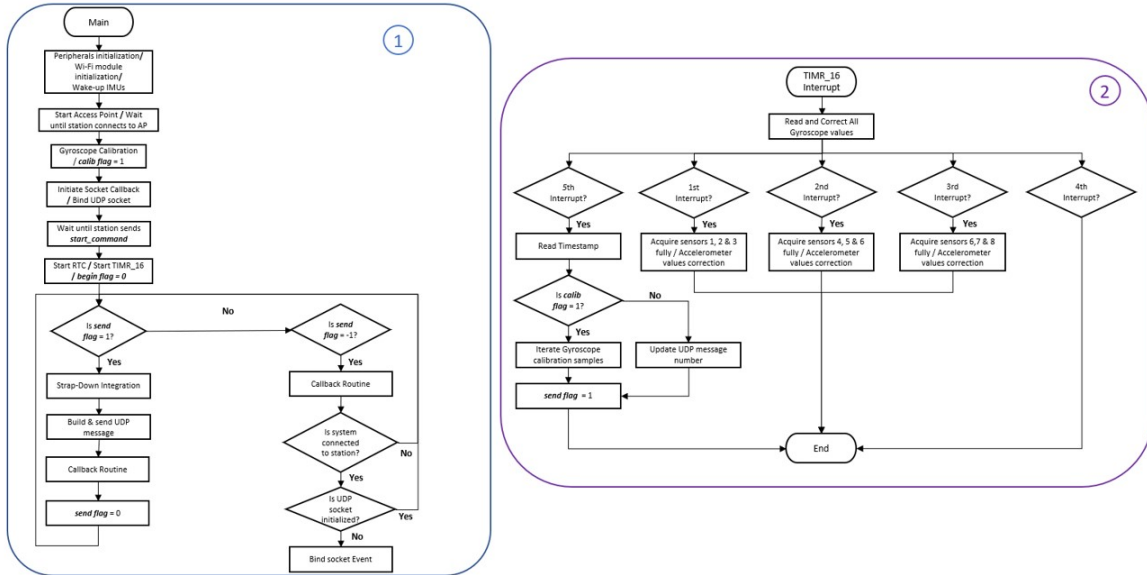 1
Main
Peripherals initialization/
Wi-Fi module
initialization/
Wake-up IMUs
Start Access Point / Wait
until station connects to AP
Gyroscope Calibration
/ calib flag = 1
Initiate Socket Callback
/ Bind UDP socket
Wait until station sends
start_command
Start RTC / Start TIMR_16
/ begin flag = 0
Is send
flag = 1?
No
Yes
Strap-Down Integration
Build & send UDP
message
Callback Routine
send flag = 0
Is send
flag = -1?
Yes
Callback Routine
Is system
connected
to station?
No
Yes
Is UDP
socket
initialized?
Yes
No
Bind socket Event
2
TIMR_16
Interrupt
Read and Correct All
Gyroscope values
5th
Interrupt?
Yes
Read Timestamp
Is calib
flag = 1?
No
Yes
Iterate Gyroscope
calibration samples
Update UDP message
number
send flag = 1
1st
Interrupt?
Yes
Acquire sensors 1, 2 & 3
fully / Accelerometer
values correction
2nd
Interrupt?
Yes
Acquire sensors 4, 5 & 6
fully / Accelerometer
values correction
3rd
Interrupt?
Yes
Acquire sensors 6,7 & 8
fully / Accelerometer
values correction
4th
Interrupt?
End